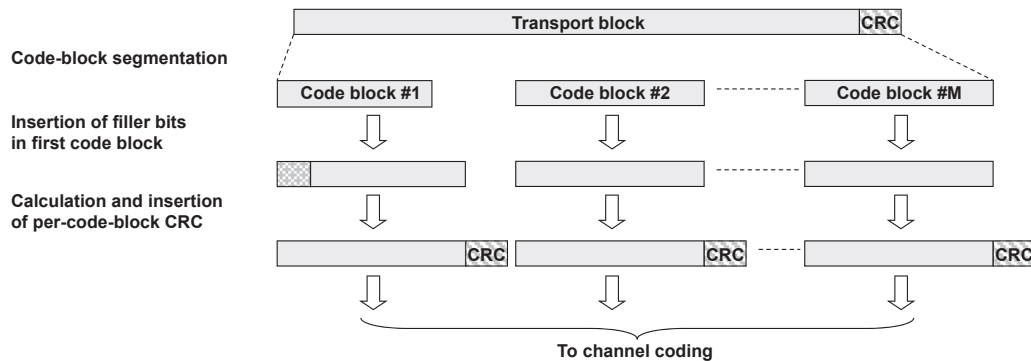 Transport block
CRC
Code-block segmentation
Code block #1
Code block #2
Code block #M
Insertion of filler bits
in first code block
Calculation and insertion
of per-code-block CRC
CRC
CRC
CRC
To channel coding